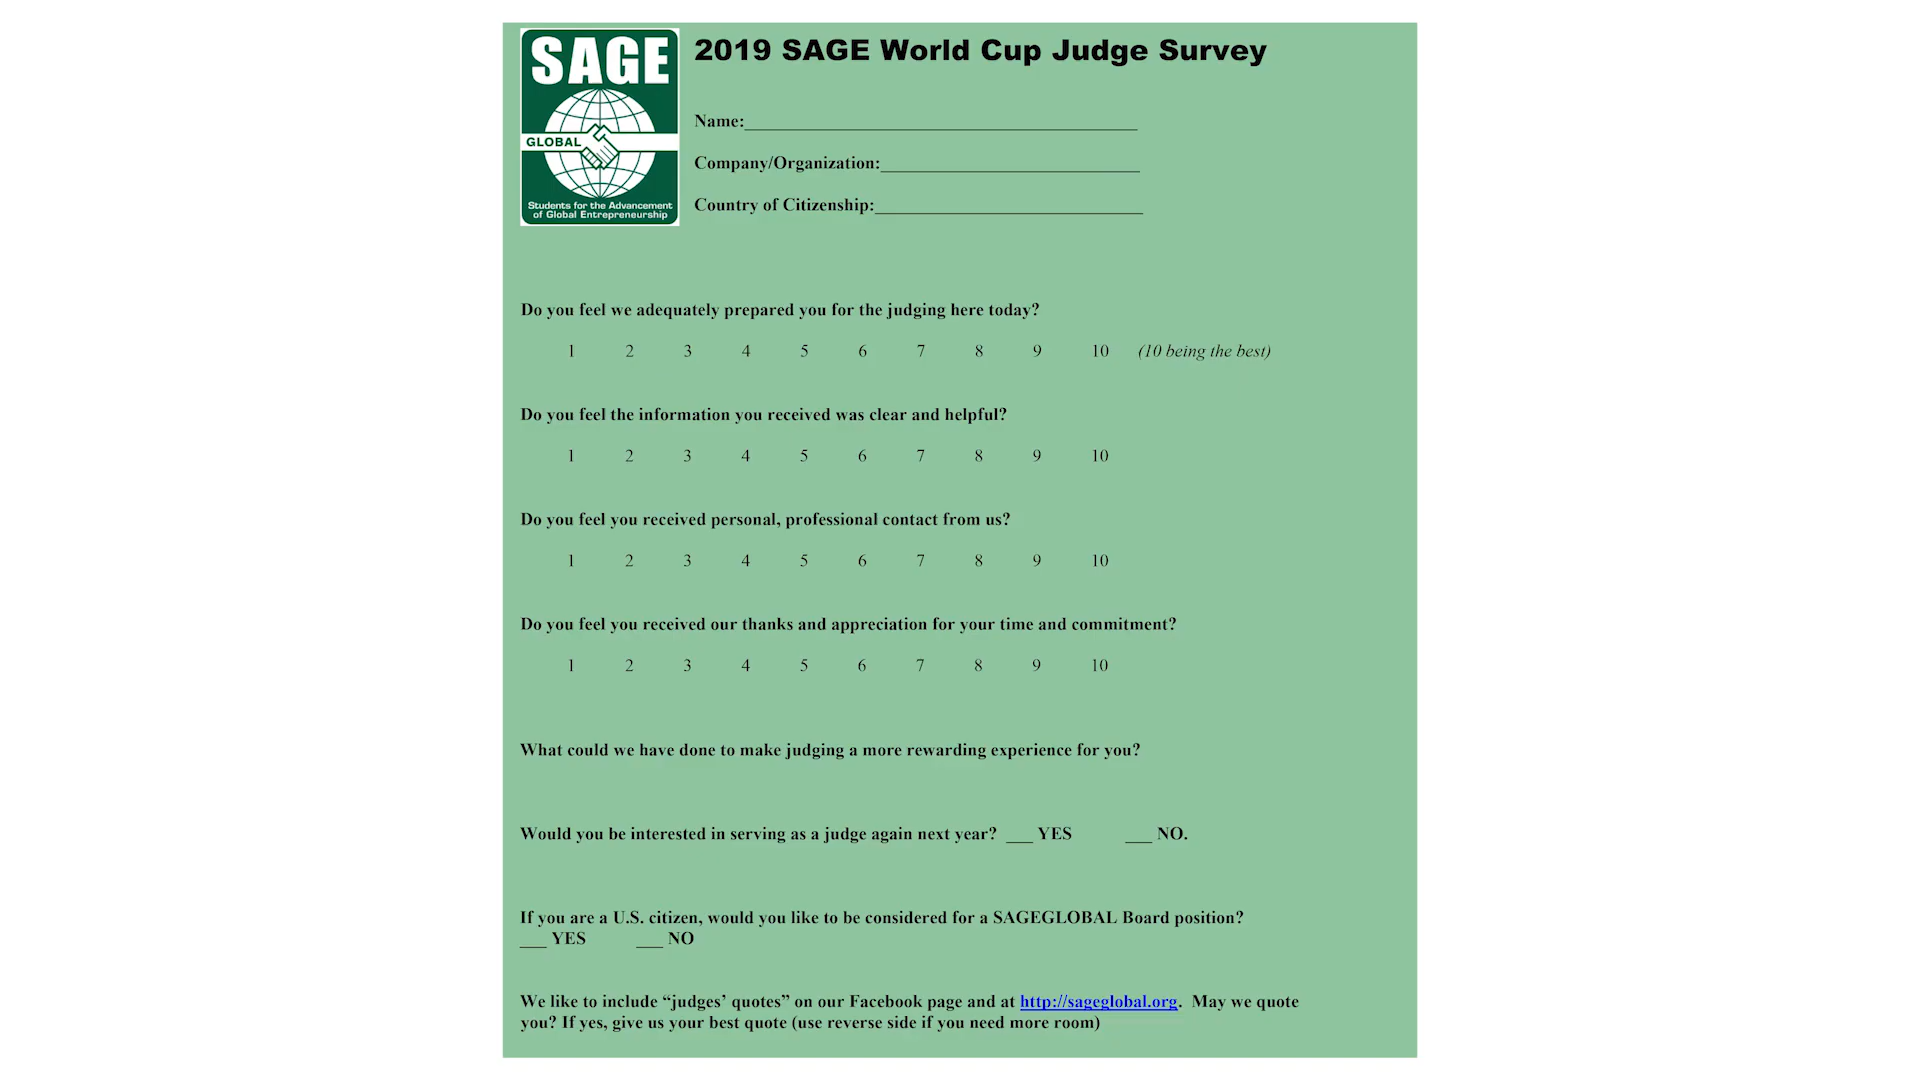 SAGE
GLOBAL
Students for the Advancement
of Global Entrepreneurship
2019 SAGE World Cup Judge Survey
Name:___________________________________________
Company/Organization:____________________________
Country of Citizenship:_____________________________
Do you feel we adequately prepared you for the judging here today?
1 2 3 4 5 6 7 8 9 10 (10 being the best)
Do you feel the information you received was clear and helpful?
1 2 3 4 5 6 7 8 9 10
Do you feel you received personal, professional contact from us?
1 2 3 4 5 6 7 8 9 10
Do you feel you received our thanks and appreciation for your time and commitment?
1 2 3 4 5 6 7 8 9 10
What could we have done to make judging a more rewarding experience for you?
Would you be interested in serving as a judge again next year? ___ YES ___ NO.
If you are a U.S. citizen, would you like to be considered for a SAGEGLOBAL Board position?
___ YES ___ NO
We like to include “judges’ quotes” on our Facebook page and at http://sageglobal.org. May we quote
you? If yes, give us your best quote (use reverse side if you need more room)